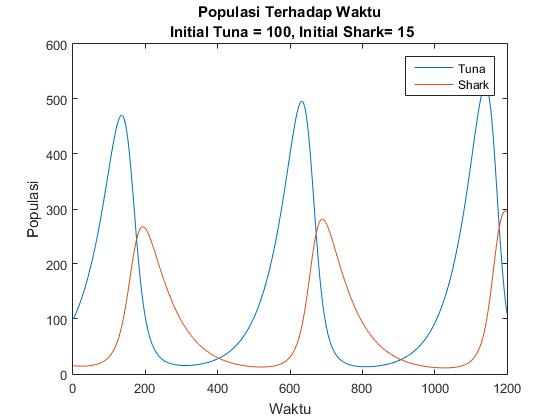 Populasi Terhadap Waktu
Initial Tuna = 100, Initial Shark= 15
600
500
400
300
200
100
0
Populasi
Tuna
Shark
0 200 400 600 800 1000 1200
Waktu